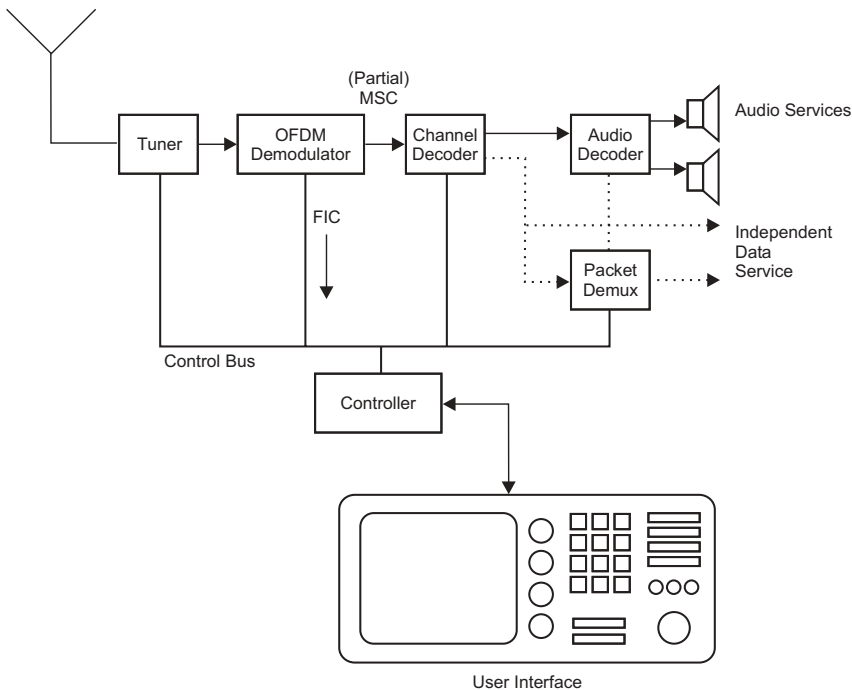 (Partial)
MSC
Tuner
OFDM
Demodulator
Channel
Decoder
Audio
Decoder
Audio Services
FIC
Independent
Data
Service
Packet
Demux
Control Bus
Controller
User Interface